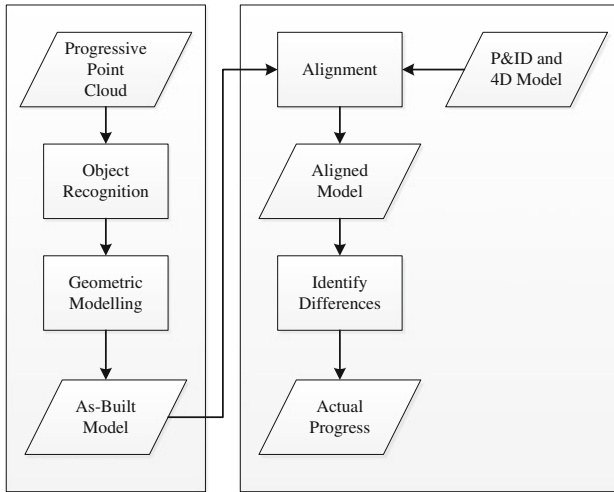 Progressive
Point
Cloud
Object
Recognition
Geometric
Modelling
As-Built
Model
Alignment
P&ID and
4D Model
Aligned
Model
Identify
Differences
Actual
Progress